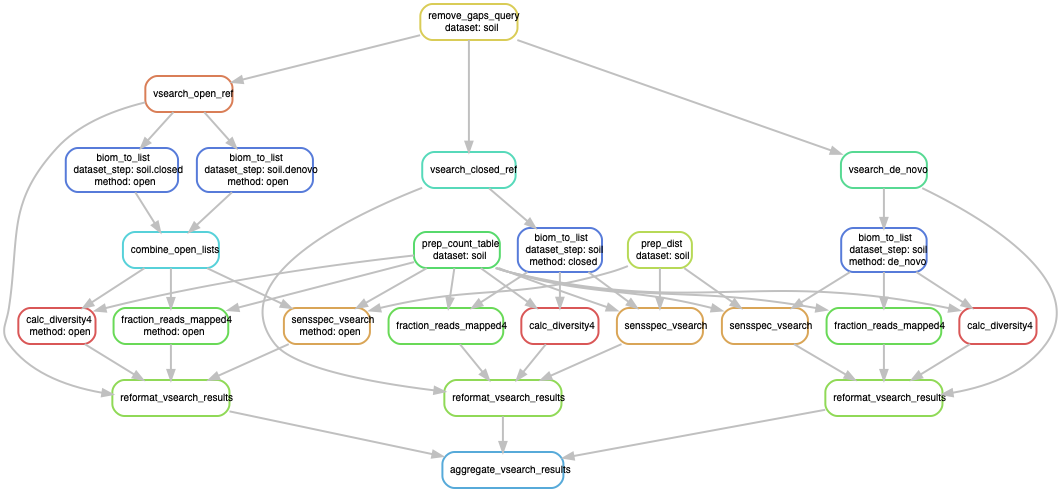 remove_gaps_query
dataset: soil
vsearch_open_ref
biom_to_list
dataset_step: soil.closed
method: open
biom_to_list
dataset_step: soil.denovo
method: open
vsearch_closed_ref
vsearch_de_novo
combine_open_lists
prep_count_table
dataset: soil
biom_to_list
dataset_step: soil
method: closed
prep_dist
dataset: soil
biom_to_list
dataset_step: soil
method: de_novo
calc_diversity4
method: open
fraction_reads_mapped4
method: open
sensspec_vsearch
method: open
fraction_reads_mapped4
calc_diversity4
sensspec_vsearch
sensspec_vsearch
fraction_reads_mapped4
calc_diversity4
reformat_vsearch_results
reformat_vsearch_results
reformat_vsearch_results
aggregate_vsearch_results